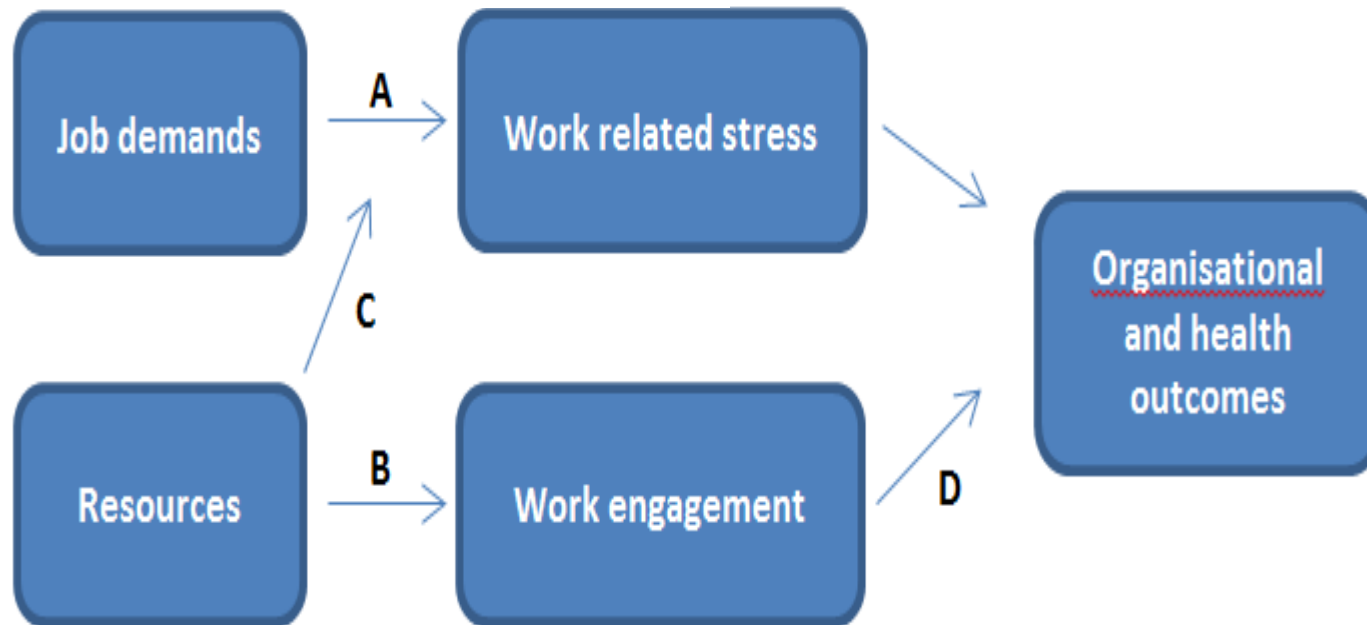 Job demands
A
Work related stress
C
Organisational
and health
outcomes
Resources
B
Work engagement
D